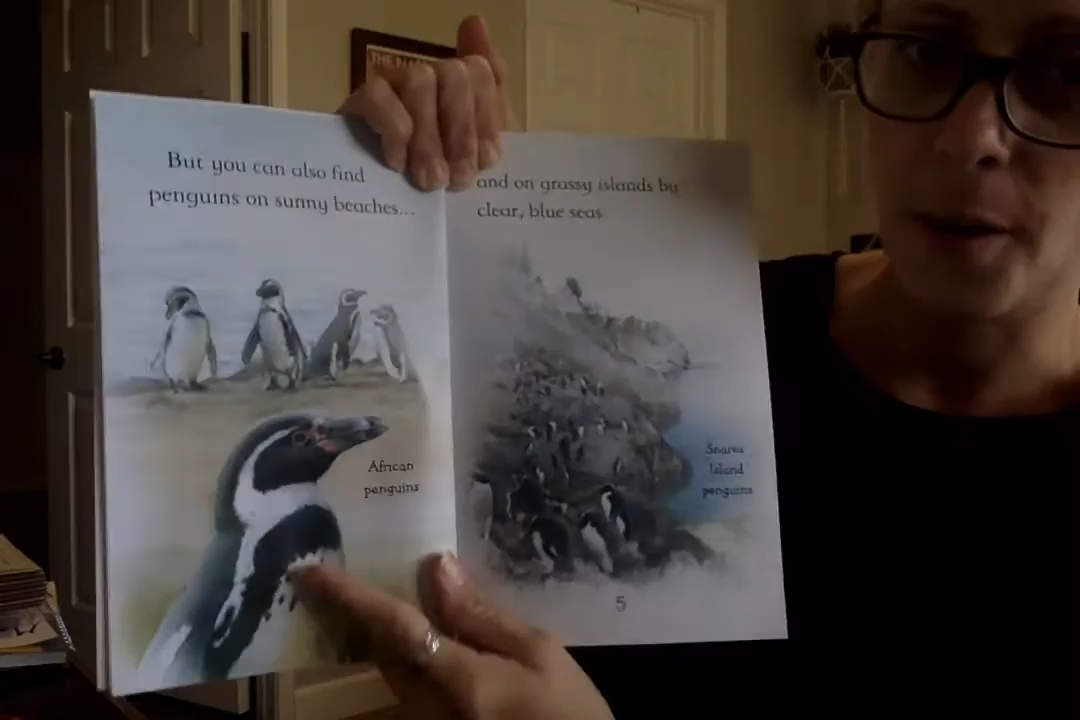 THE
But you can also find
penguins on sunny beaches...
and on grassy islands by
clear, blue seas.
African
penguins
Snares
Island
penguins
5